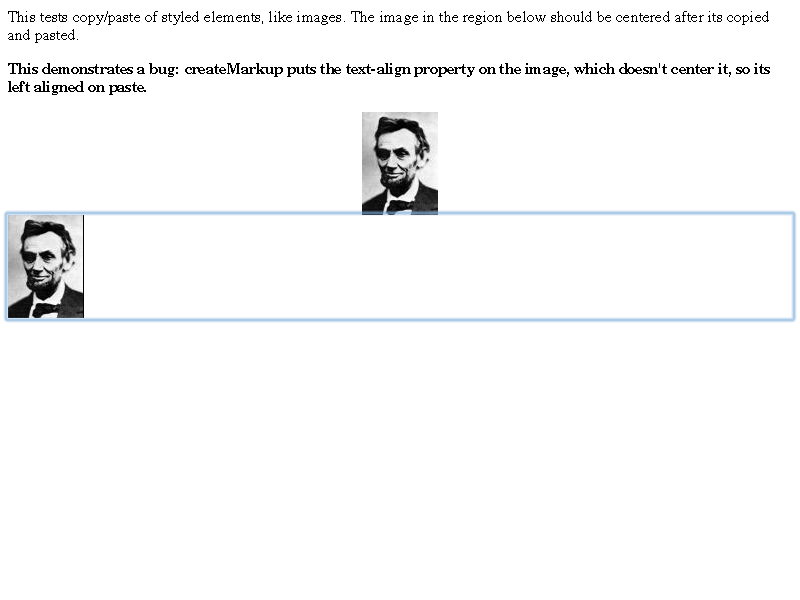 This tests copy/paste of styled elements, like images. The image in the region below should be centered after its copied
and pasted.
This demonstrates a bug: createMarkup puts the text-align property on the image, which doesn't center it, so its
left aligned on paste.